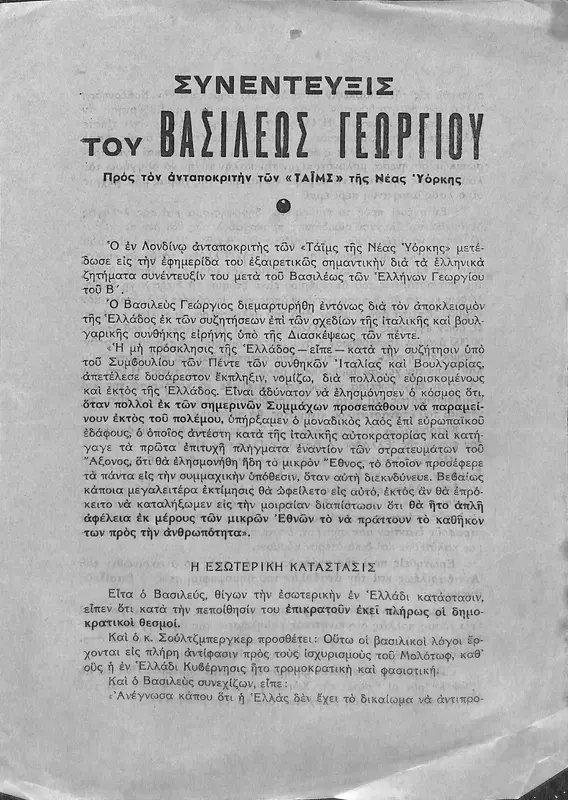 ΣΥΝΕΝΤΕΥΞΙΣ
ΤΟΥ ΒΑΣΙΛΕΩΣ ΓΕΩΡΓΙΟΥ
Πρὸς τὸν ἀνταποκριτὴν τῶν «ΤΑΪΜΣ» τῆς Νέας Ὑόρκης
Ὁ ἐν Λονδίνῳ ἀνταποκριτὴς τῶν «Τάϊμς τῆς Νέας Ὑόρκης» μετέ-
δωσε εἰς τὴν ἐφημερίδα του ἐξαιρετικῶς σημαντικὴν διὰ τὰ ἑλληνικὰ
ζητήματα συνέντευξίν του μετὰ τοῦ Βασιλέως τῶν Ἑλλήνων Γεωργίου
τοῦ Β΄.
Ὁ Βασιλεὺς Γεώργιος διεμαρτυρήθη ἐντόνως διὰ τὸν ἀποκλεισμὸν
τῆς Ἑλλάδος ἐκ τῶν συζητήσεων ἐπὶ τῶν σχεδίων τῆς ἰταλικῆς καὶ βουλ-
γαρικῆς συνθήκης εἰρήνης ὑπὸ τῆς Διασκέψεως τῶν πέντε.
«Ἡ μὴ πρόσκλησις τῆς Ἑλλάδος — εἶπε — κατὰ τὴν συζήτησιν ὑπὸ
τοῦ Συμβουλίου τῶν Πέντε τῶν συνθηκῶν Ἰταλίας καὶ Βουλγαρίας,
ἀπετέλεσε δυσάρεστον ἔκπληξιν, νομίζω, διὰ πολλοὺς εὑρισκομένους
καὶ ἐκτὸς τῆς Ἑλλάδος. Εἶναι ἀδύνατον νὰ ἐλησμόνησεν ὁ κόσμος ὅτι,
ὅταν πολλοὶ ἐκ τῶν σημερινῶν Συμμάχων προσεπάθουν νὰ παραμεί-
νουν ἐκτὸς τοῦ πολέμου, ὑπήρξαμεν ὁ μοναδικὸς λαὸς ἐπὶ εὐρωπαϊκοῦ
ἐδάφους, ὁ ὁποῖος ἀντέστη κατὰ τῆς ἰταλικῆς αὐτοκρατορίας καὶ κατή-
γαγε τὰ πρῶτα ἐπιτυχῆ πλήγματα ἐναντίον τῶν στρατευμάτων τοῦ
Ἄξονος, ὅτι θὰ ἐλησμονήθη ἤδη τὸ μικρὸν Ἔθνος, τὸ ὁποῖον προσέφερε
τὰ πάντα εἰς τὴν συμμαχικὴν ὑπόθεσιν, ὅταν αὕτη διεκινδύνευε. Βεβαίως
κάποια μεγαλειτέρα ἐκτίμησις θὰ ὠφείλετο εἰς αὐτό, ἐκτὸς ἂν θὰ ἐπρό-
κειτο νὰ καταλήξωμεν εἰς τὴν μοιραίαν διαπίστωσιν ὅτι θὰ ἦτο ἁπλῆ
ἀφέλεια ἐκ μέρους τῶν μικρῶν Ἐθνῶν τὸ νὰ πράττουν τὸ καθῆκον
των πρὸς τὴν ἀνθρωπότητα».
Η ΕΣΩΤΕΡΙΚΗ ΚΑΤΑΣΤΑΣΙΣ
Εἶτα ὁ Βασιλεύς, θίγων τὴν ἐσωτερικὴν ἐν Ἑλλάδι κατάστασιν,
εἶπεν ὅτι κατὰ τὴν πεποίθησίν του ἐπικρατοῦν ἐκεῖ πλήρως οἱ δημο-
κρατικοὶ θεσμοί.
Καὶ ὁ κ. Σούλτζμπεργκερ προσθέτει: Οὕτω οἱ βασιλικοὶ λόγοι ἔρ-
χονται εἰς πλήρη ἀντίφασιν πρὸς τοὺς ἰσχυρισμοὺς τοῦ Μολότωφ, καθ'
οὓς ἡ ἐν Ἑλλάδι Κυβέρνησις ἦτο τρομοκρατικὴ καὶ φασιστική.
Καὶ ὁ Βασιλεὺς συνεχίζων, εἶπε:
«Ἀνέγνωσα κάπου ὅτι ἡ Ἑλλὰς δὲν ἔχει τὸ δικαίωμα νὰ ἀντιπρο-